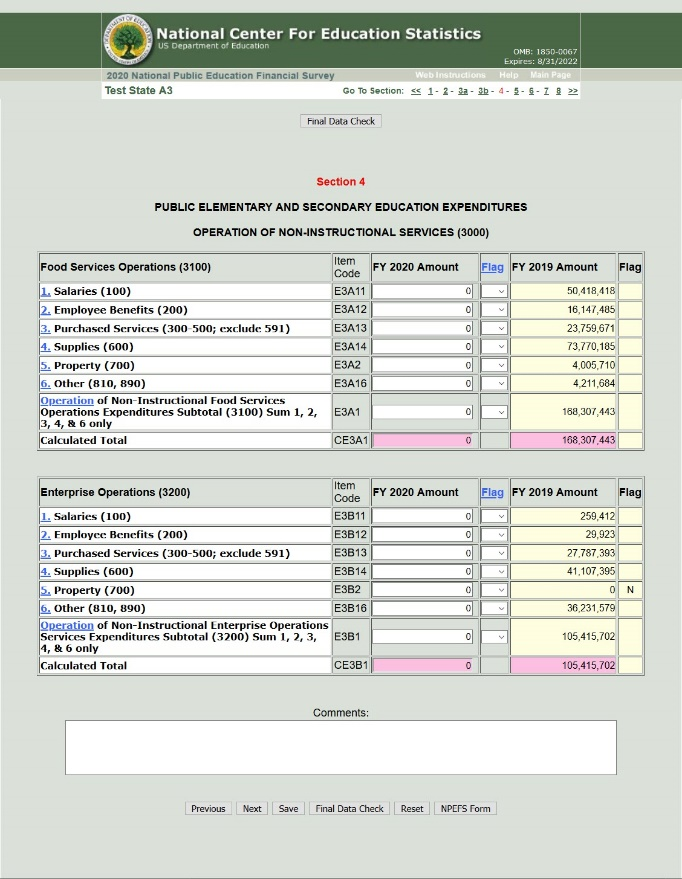 National Center For Education Statistics
US Department of Education
OMB: 1850-0067
Expires: 8/31/2022
2020 National Public Education Financial Survey Web Instructions Help Main Page
Test State A3 Go To Section: << 1 - 2 - 3a - 3b - 4 - 5 - 6 - 7 8 >>
Final Data Check
Section 4
PUBLIC ELEMENTARY AND SECONDARY EDUCATION EXPENDITURES
OPERATION OF NON-INSTRUCTIONAL SERVICES (3000)
Food Services Operations (3100) Item Code FY 2020 Amount Flag FY 2019 Amount Flag
1. Salaries (100) E3A11 0 50,418,418
2. Employee Benefits (200) E3A12 0 16,147,485
3. Purchased Services (300-500; exclude 591) E3A13 0 23,759,671
4. Supplies (600) E3A14 0 73,770,185
5. Property (700) E3A2 0 4,005,710
6. Other (810, 890) E3A16 0 4,211,684
Operation of Non-Instructional Food Services
Operations Expenditures Subtotal (3100) Sum 1, 2, E3A1 0 168,307,443
3, 4, & 6 only
Calculated Total CE3A1 0 168,307,443
Enterprise Operations (3200) Item Code FY 2020 Amount Flag FY 2019 Amount Flag
1. Salaries (100) E3B11 0 259,412
2. Employee Benefits (200) E3B12 0 29,923
3. Purchased Services (300-500; exclude 591) E3B13 0 27,787,393
4. Supplies (600) E3B14 0 41,107,395
5. Property (700) E3B2 0 0 N
6. Other (810, 890) E3B16 0 36,231,579
Operation of Non-Instructional Enterprise Operations
Services Expenditures Subtotal (3200) Sum 1, 2, 3, E3B1 0 105,415,702
4, & 6 only
Calculated Total CE3B1 0 105,415,702
Comments:
Previous Next Save Final Data Check Reset NPEFS Form